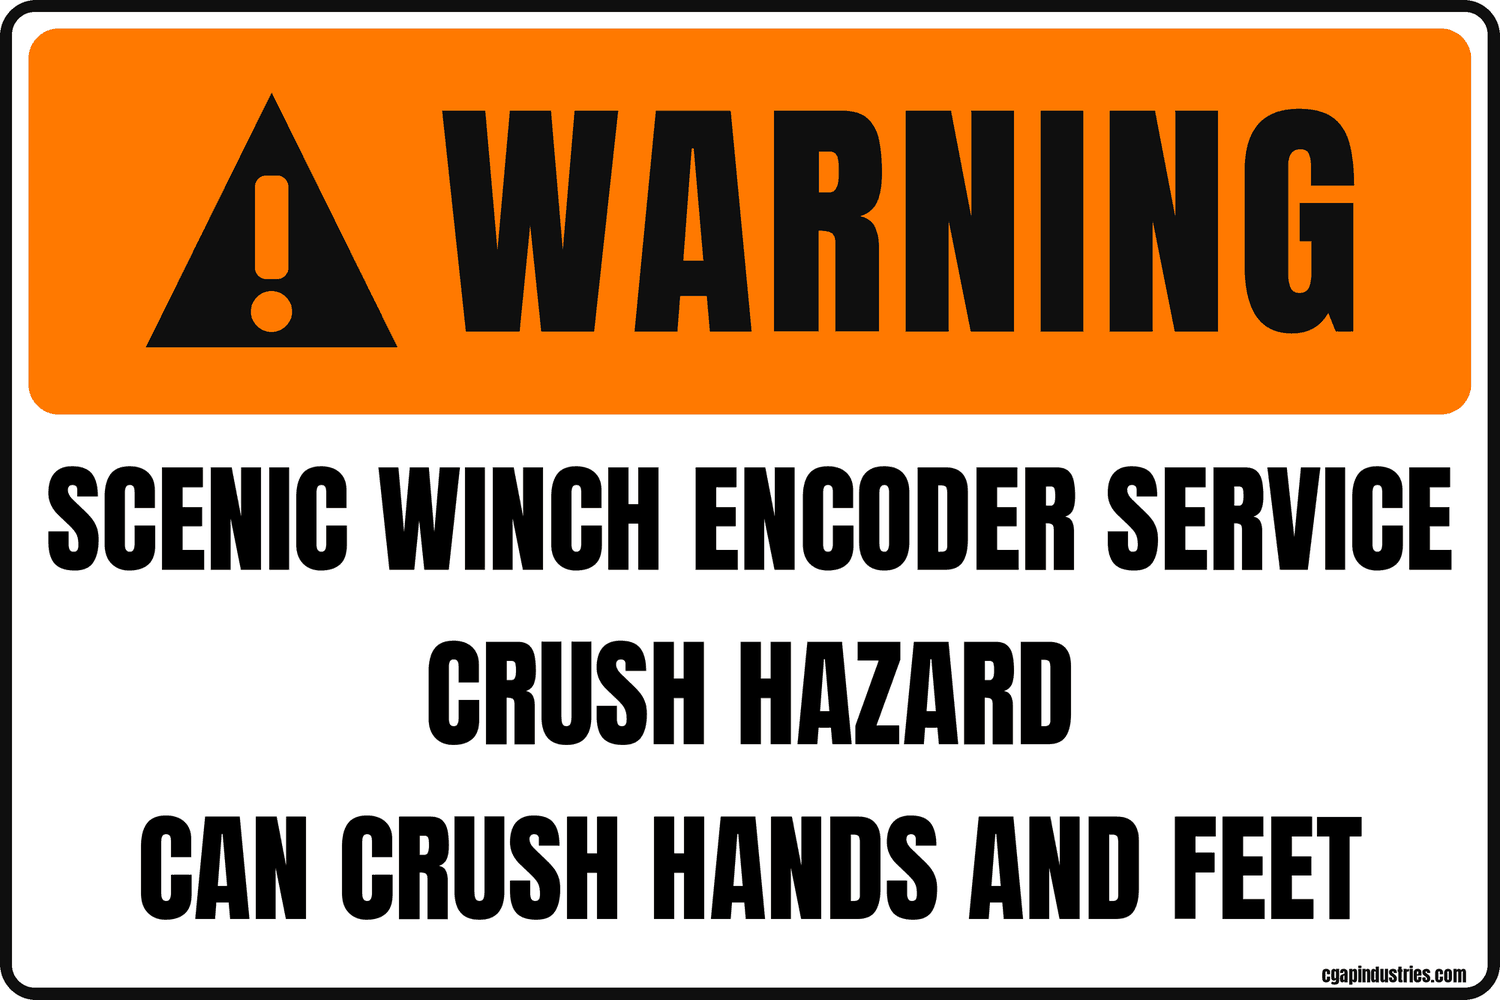 WARNING
SCENIC WINCH ENCODER SERVICE
CRUSH HAZARD
CAN CRUSH HANDS AND FEET
cgapindustries.com